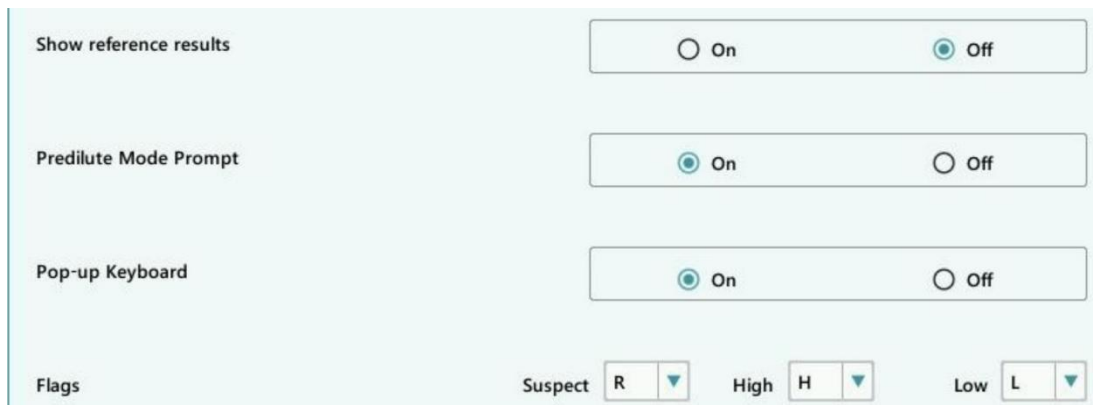 Show reference results On Off
Predilute Mode Prompt On Off
Pop-up Keyboard On Off
Flags Suspect R High H Low L